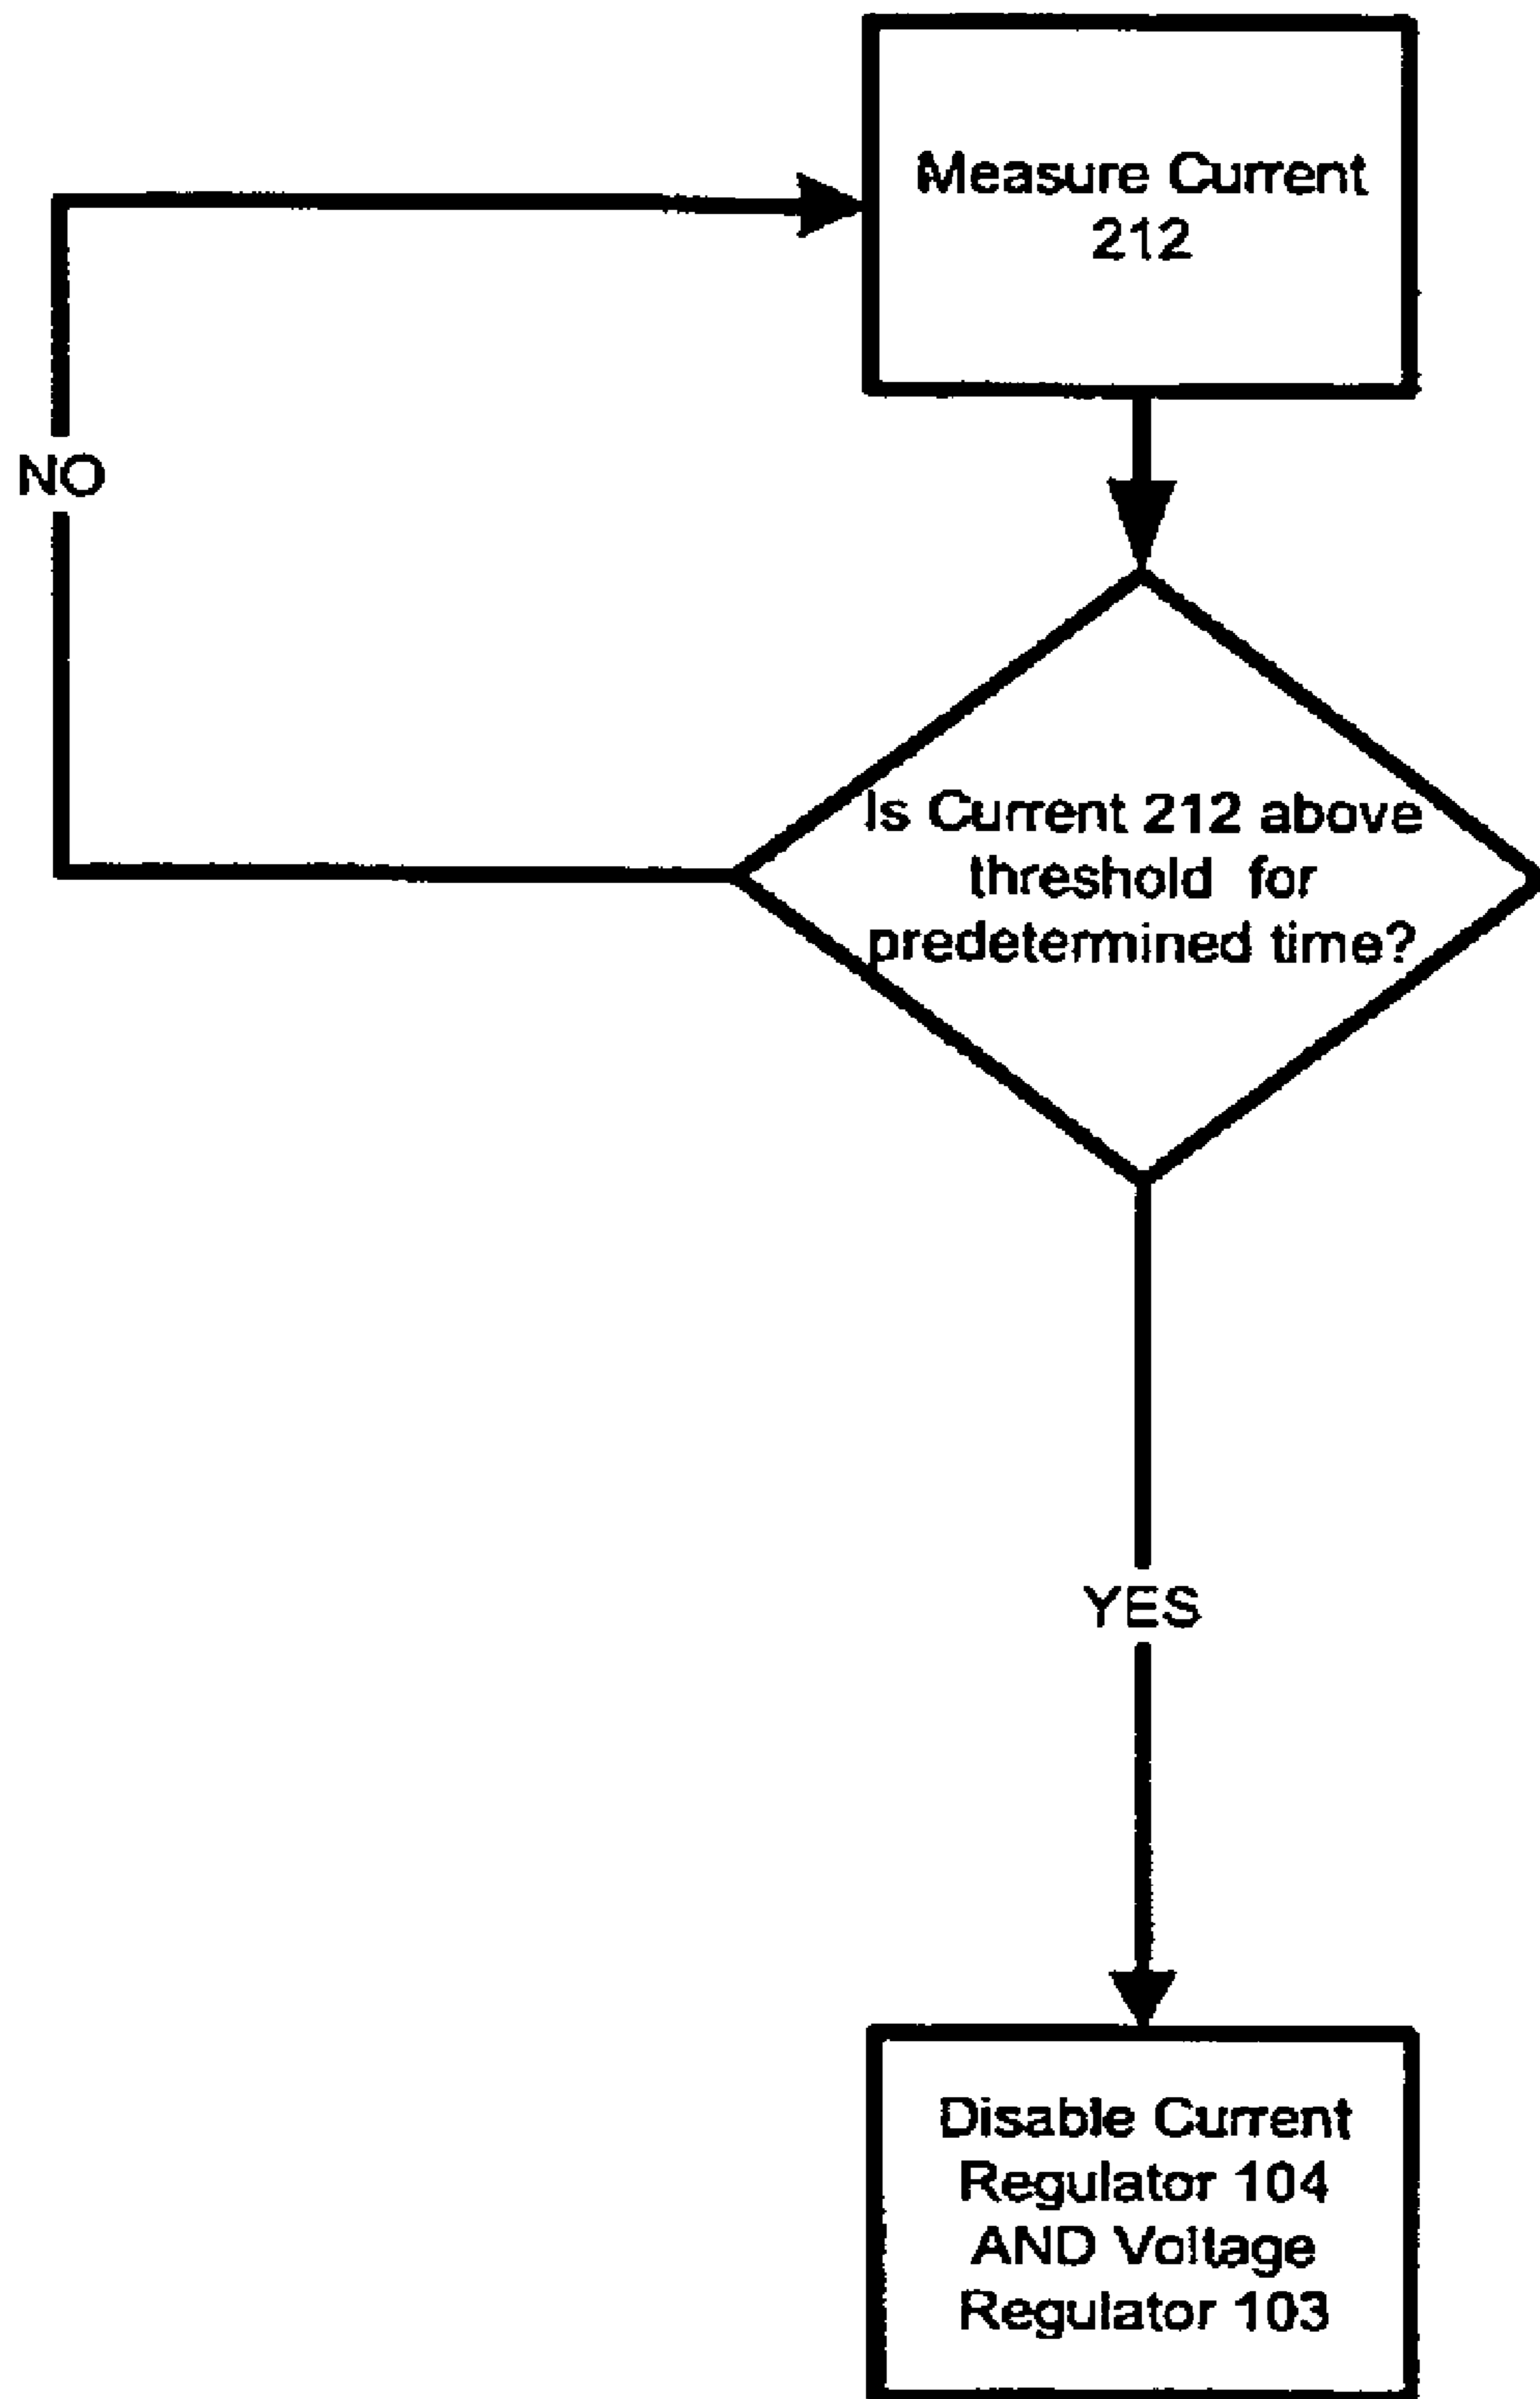 Measure Current
212
NO
Is Current 212 above
threshold for
predetermined time?
YES
Disable Current
Regulator 104
AND Voltage
Regulator 103